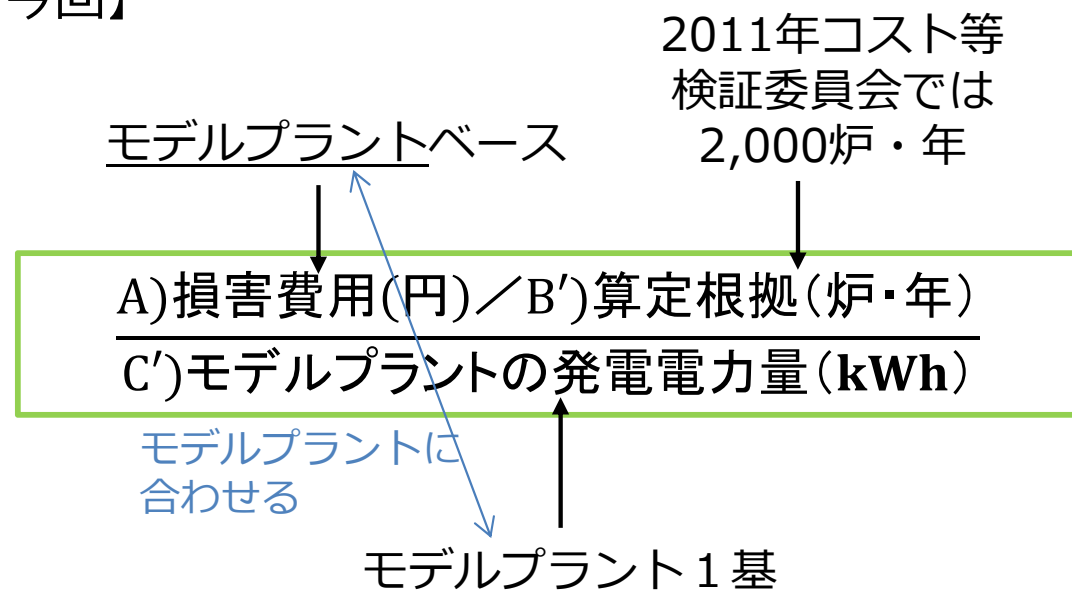 今回】
2011年コスト等
検証委員会では
2,000炉・年
モデルプラントベース
A)損害費用(円)／B′)算定根拠(炉･年)
C′)モデルプラントの発電電力量(kWh)
モデルプラントに
合わせる
モデルプラント１基